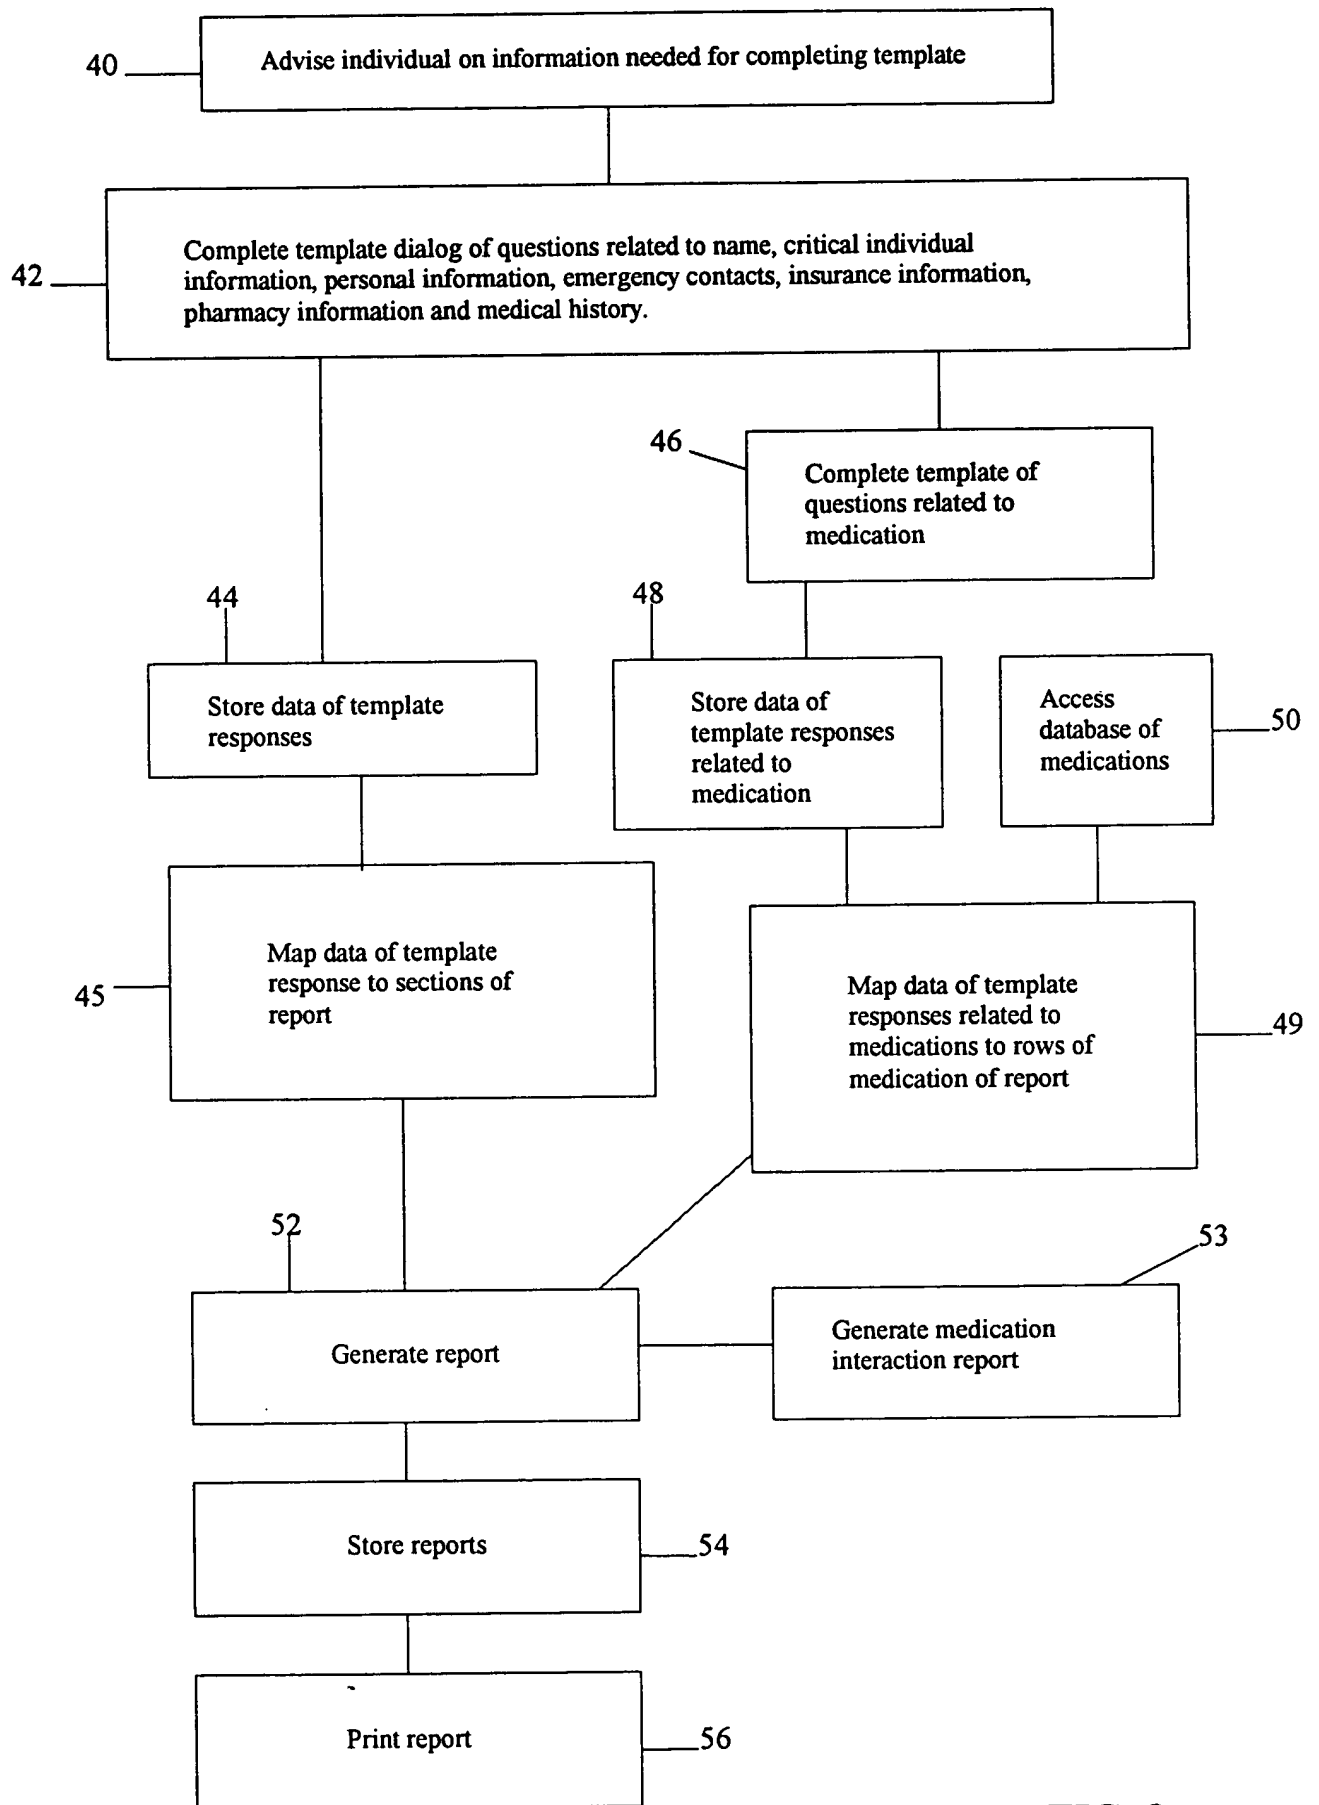 40
Advise individual on information needed for completing template
42
Complete template dialog of questions related to name, critical individual
information, personal information, emergency contacts, insurance information,
pharmacy information and medical history.
46
Complete template of
questions related to
medication
44
Store data of template
responses
48
Store data of
template responses
related to
medication
Access
database of
medications
50
45
Map data of template
response to sections of
report
Map data of template
responses related to
medications to rows of
medication of report
49
52
Generate report
53
Generate medication
interaction report
Store reports
54
Print report
56